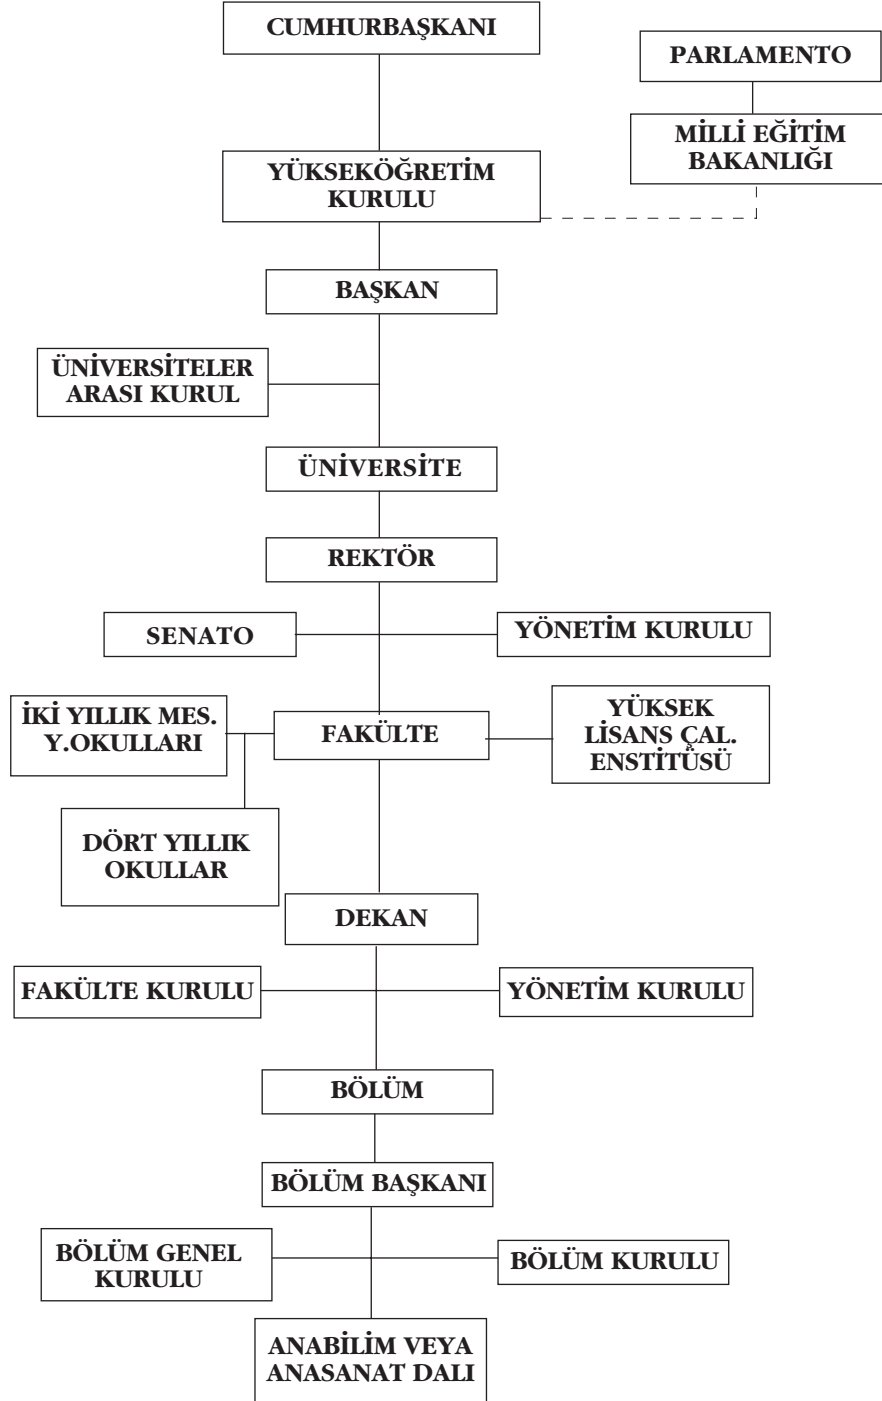 CUMHURBAŞKANI
PARLAMENTO
MİLLİ EĞİTİM
BAKANLIĞI
YÜKSEKÖĞRETİM
KURULU
BAŞKAN
ÜNİVERSİTELER
ARASI KURUL
ÜNİVERSİTE
REKTÖR
SENATO
YÖNETİM KURULU
İKİ YILLIK MES.
Y.OKULLARI
FAKÜLTE
YÜKSEK
LİSANS ÇAL.
ENSTİTÜSÜ
DÖRT YILLIK
OKULLAR
DEKAN
FAKÜLTE KURULU
YÖNETİM KURULU
BÖLÜM
BÖLÜM BAŞKANI
BÖLÜM GENEL
KURULU
BÖLÜM KURULU
ANABİLİM VEYA
ANASANAT DALI